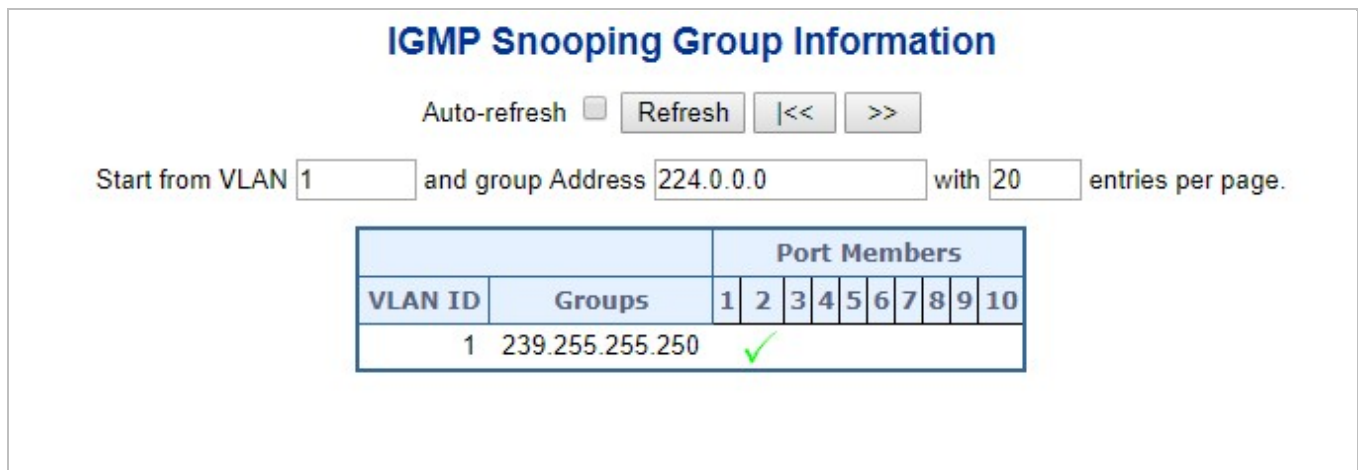 IGMP Snooping Group Information
Auto-refresh Refresh |<< >>
Start from VLAN 1 and group Address 224.0.0.0 with 20 entries per page.
Port Members
VLAN ID Groups 1 2 3 4 5 6 7 8 9 10
1 239.255.255.250